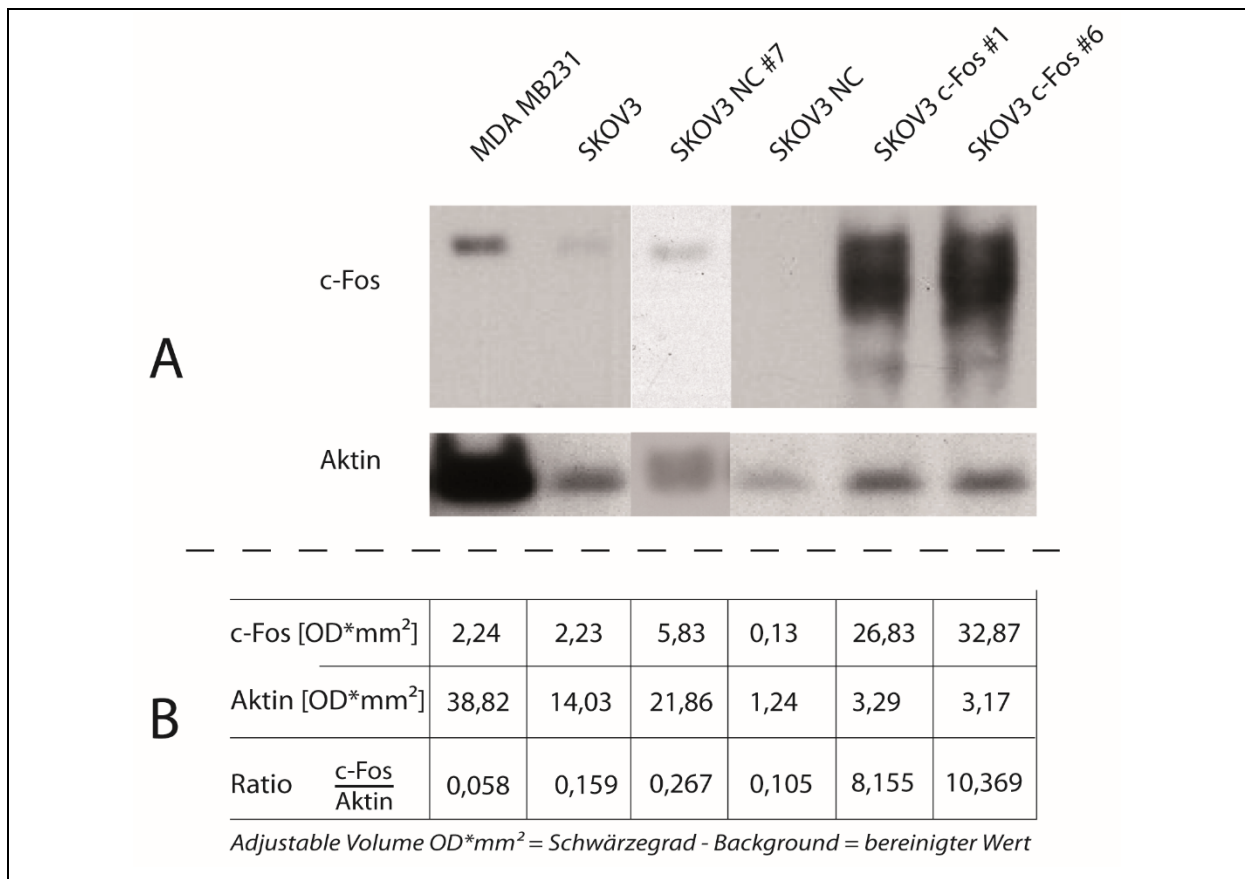 MDA MB231
SKOV3
SKOV3 NC #7
SKOV3 NC
SKOV3 c-Fos #1
SKOV3 c-Fos #6
c-Fos
A
Aktin
c-Fos [OD*mm²] 2,24 2,23 5,83 0,13 26,83 32,87
B
Aktin [OD*mm²] 38,82 14,03 21,86 1,24 3,29 3,17
Ratio c-Fos
Aktin 0,058 0,159 0,267 0,105 8,155 10,369
Adjustable Volume OD*mm² = Schwärzegrad - Background = bereinigter Wert